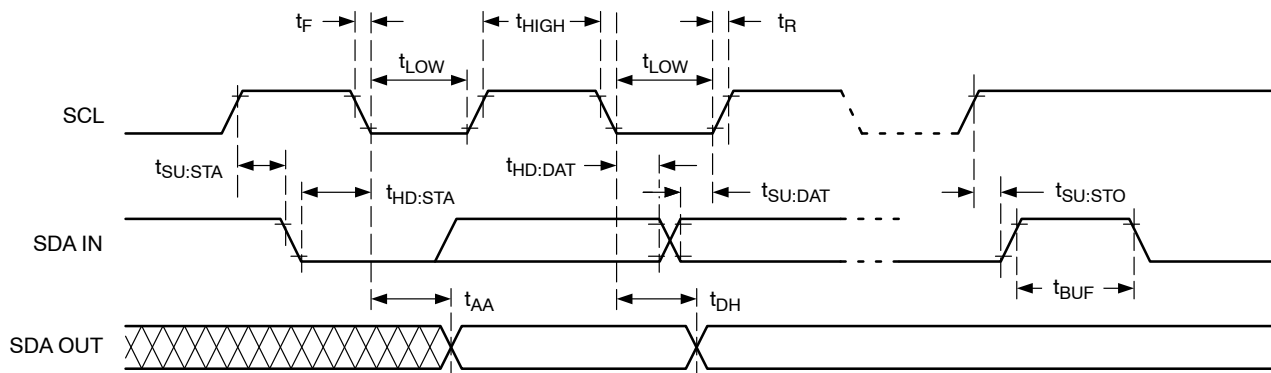 tF
tHIGH
tR
tLOW
tLOW
SCL
tSU:STA
tHD:DAT
tHD:STA
tSU:DAT
tSU:STO
SDA IN
tAA
tDH
tBUF
SDA OUT